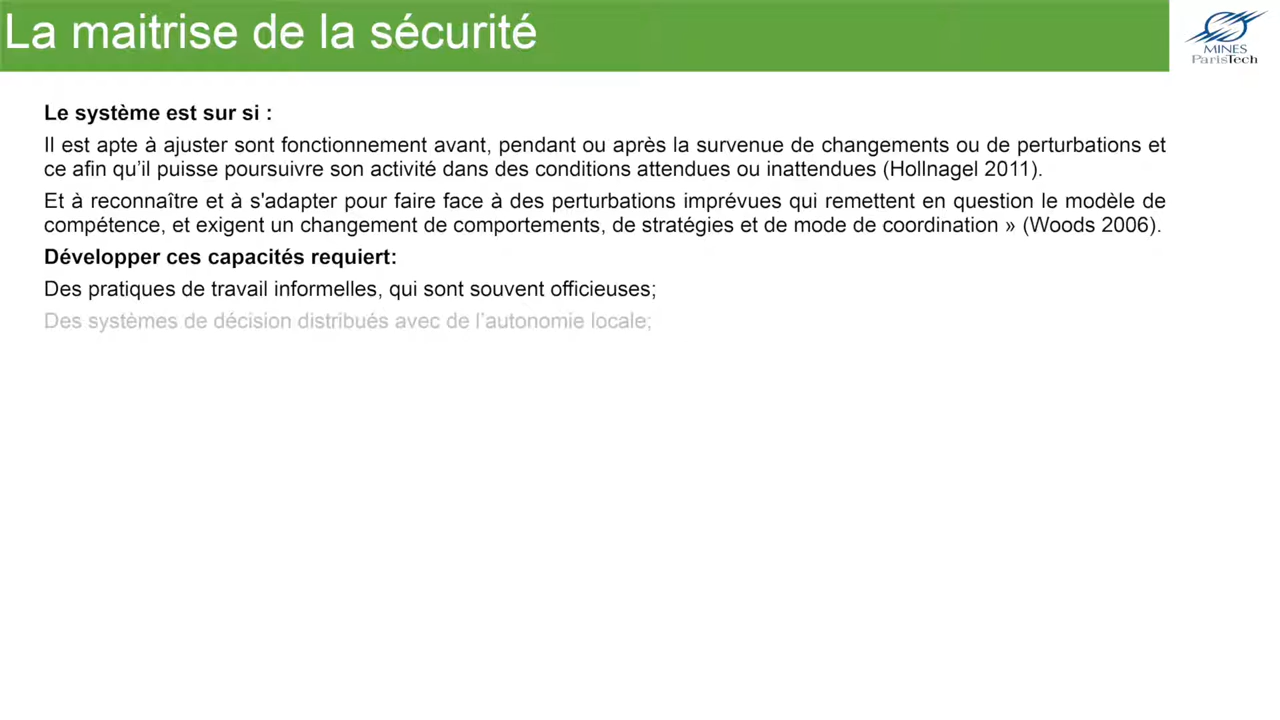 La maitrise de la sécurité
MINES
ParisTech
Le système est sur si :
Il est apte à ajuster sont fonctionnement avant, pendant ou après la survenue de changements ou de perturbations et
ce afin qu’il puisse poursuivre son activité dans des conditions attendues ou inattendues (Hollnagel 2011).
Et à reconnaître et à s'adapter pour faire face à des perturbations imprévues qui remettent en question le modèle de
compétence, et exigent un changement de comportements, de stratégies et de mode de coordination » (Woods 2006).
Développer ces capacités requiert:
Des pratiques de travail informelles, qui sont souvent officieuses;
Des systèmes de décision distribués avec de l’autonomie locale;